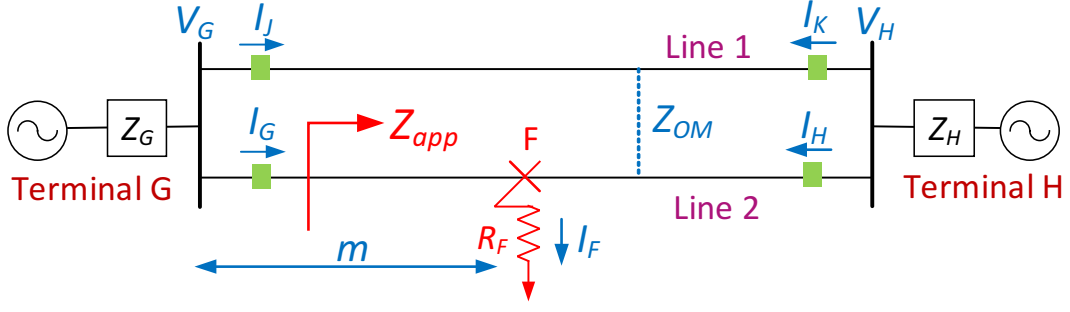 V_G I_J I_K V_H
Line 1
Z_G I_G Z_app F Z_OM I_H Z_H
Terminal G Terminal H
Line 2
R_F I_F
m